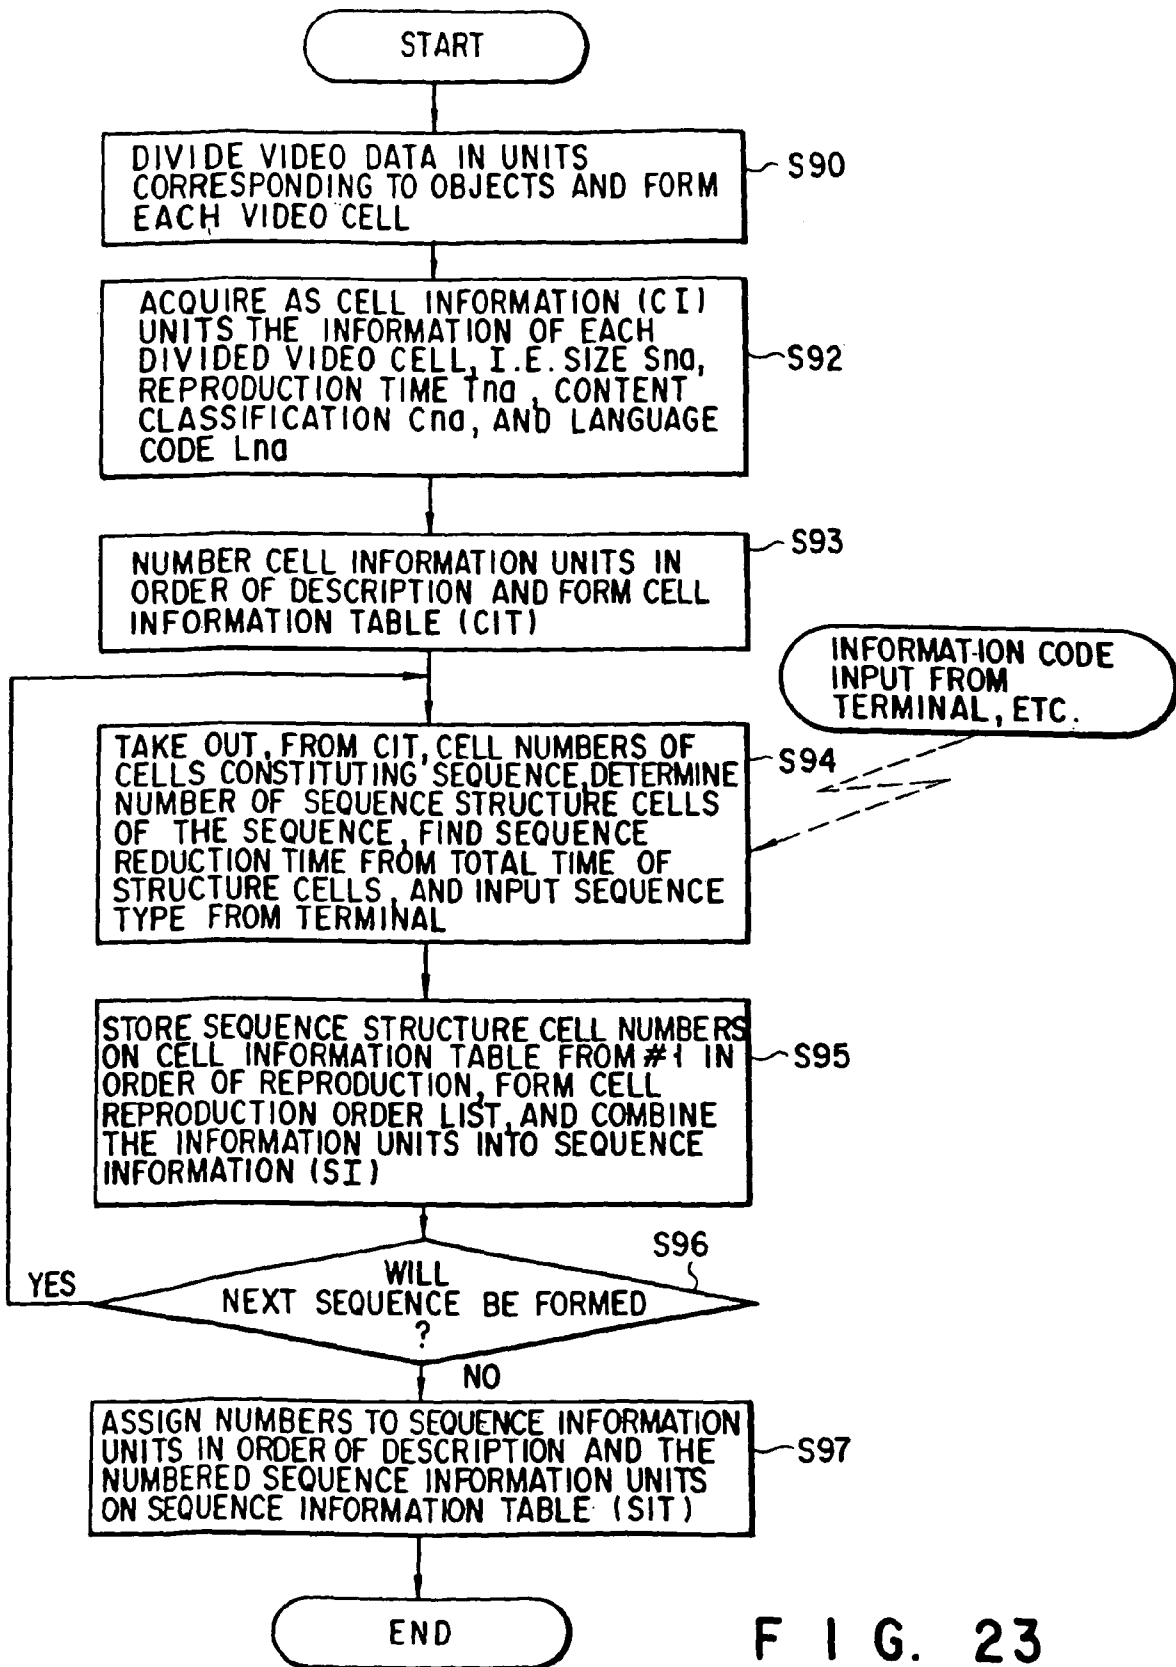 START
DIVIDE VIDEO DATA IN UNITS
CORRESPONDING TO OBJECTS AND FORM
EACH VIDEO CELL
S90
ACQUIRE AS CELL INFORMATION (CI)
UNITS THE INFORMATION OF EACH
DIVIDED VIDEO CELL, I.E. SIZE Sna,
REPRODUCTION TIME Tna, CONTENT
CLASSIFICATION Cna, AND LANGUAGE
CODE Lna
S92
NUMBER CELL INFORMATION UNITS IN
ORDER OF DESCRIPTION AND FORM CELL
INFORMATION TABLE (CIT)
S93
INFORMATION CODE
INPUT FROM
TERMINAL, ETC.
TAKE OUT, FROM CIT, CELL NUMBERS OF
CELLS CONSTITUTING SEQUENCE, DETERMINE
NUMBER OF SEQUENCE STRUCTURE CELLS
OF THE SEQUENCE, FIND SEQUENCE
REDUCTION TIME FROM TOTAL TIME OF
STRUCTURE CELLS, AND INPUT SEQUENCE
TYPE FROM TERMINAL
S94
STORE SEQUENCE STRUCTURE CELL NUMBERS
ON CELL INFORMATION TABLE FROM #1 IN
ORDER OF REPRODUCTION, FORM CELL
REPRODUCTION ORDER LIST, AND COMBINE
THE INFORMATION UNITS INTO SEQUENCE
INFORMATION (SI)
S95
S96
YES
WILL
NEXT SEQUENCE BE FORMED
?
NO
ASSIGN NUMBERS TO SEQUENCE INFORMATION
UNITS IN ORDER OF DESCRIPTION AND THE
NUMBERED SEQUENCE INFORMATION UNITS
ON SEQUENCE INFORMATION TABLE (SIT)
S97
END
FIG. 23